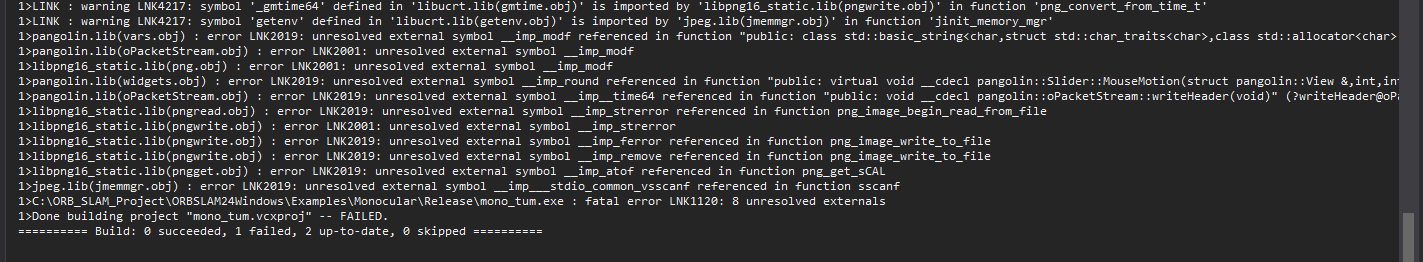 1>LINK : warning LNK4217: symbol '_gmtime64' defined in 'libucrt.lib(gmtime.obj)' is imported by 'libpng16_static.lib(pngwrite.obj)' in function 'png_convert_from_time_t'
1>LINK : warning LNK4217: symbol 'getenv' defined in 'libucrt.lib(getenv.obj)' is imported by 'jpeg.lib(jmemmgr.obj)' in function 'jinit_memory_mgr'
1>pangolin.lib(vars.obj) : error LNK2019: unresolved external symbol __imp_modf referenced in function "public: class std::basic_string<char,struct std::char_traits<char>,class std::allocator<char>
1>pangolin.lib(oPacketStream.obj) : error LNK2001: unresolved external symbol __imp_modf
1>libpng16_static.lib(png.obj) : error LNK2001: unresolved external symbol __imp_modf
1>pangolin.lib(widgets.obj) : error LNK2019: unresolved external symbol __imp_round referenced in function "public: virtual void __cdecl pangolin::Slider::MouseMotion(struct pangolin::View &,int,int
1>pangolin.lib(oPacketStream.obj) : error LNK2019: unresolved external symbol __imp__time64 referenced in function "public: void __cdecl pangolin::oPacketStream::writeHeader(void)" (?writeHeader@oPa
1>libpng16_static.lib(pngread.obj) : error LNK2019: unresolved external symbol __imp_strerror referenced in function png_image_begin_read_from_file
1>libpng16_static.lib(pngwrite.obj) : error LNK2001: unresolved external symbol __imp_strerror
1>libpng16_static.lib(pngwrite.obj) : error LNK2019: unresolved external symbol __imp_ferror referenced in function png_image_write_to_file
1>libpng16_static.lib(pngwrite.obj) : error LNK2019: unresolved external symbol __imp_remove referenced in function png_image_write_to_file
1>libpng16_static.lib(pngget.obj) : error LNK2019: unresolved external symbol __imp_atof referenced in function png_get_sCAL
1>jpeg.lib(jmemmgr.obj) : error LNK2019: unresolved external symbol __imp___stdio_common_vsscanf referenced in function sscanf
1>C:\ORB_SLAM_Project\ORBSLAM24Windows\Examples\Monocular\Release\mono_tum.exe : fatal error LNK1120: 8 unresolved externals
1>Done building project "mono_tum.vcxproj" -- FAILED.
========== Build: 0 succeeded, 1 failed, 2 up-to-date, 0 skipped ==========